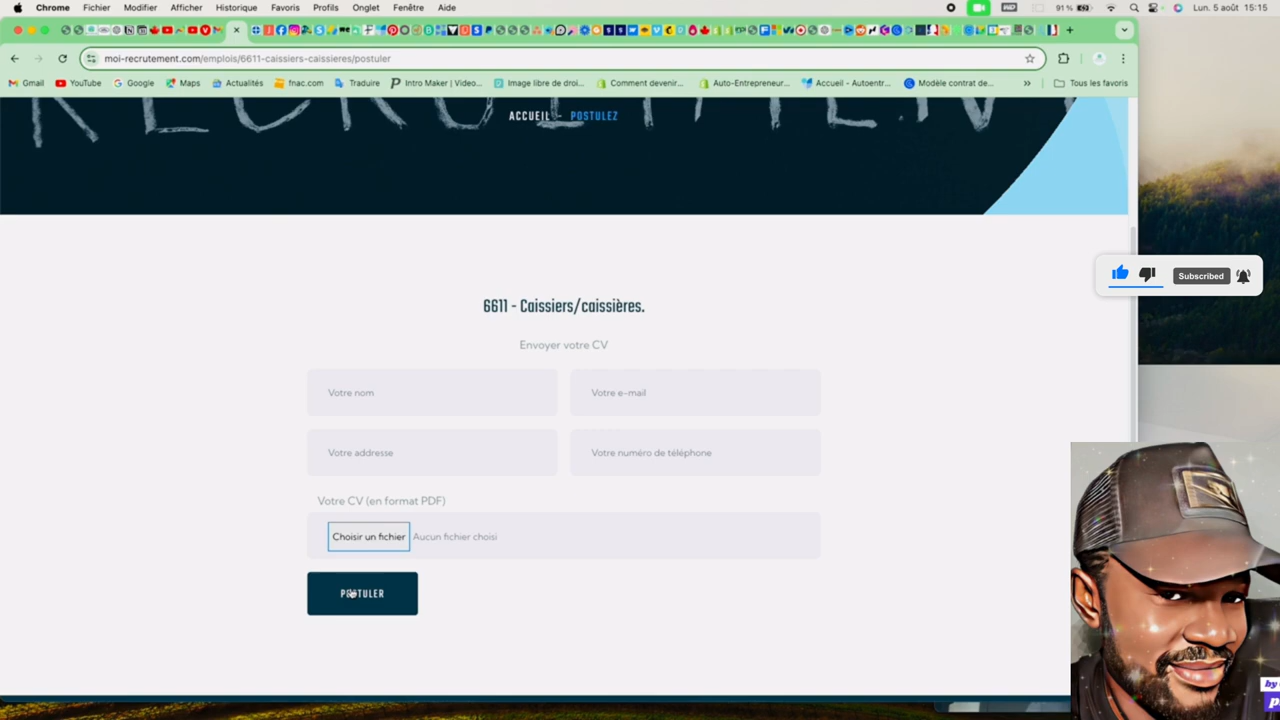 Chrome Fichier Modifier Afficher Historique Favoris Profils Onglet Fenêtre Aide 91 % Lun. 5 août 15:15
moi-recrutement.com/emplois/6611-caissiers-caissieres/postuler
Gmail YouTube Google Maps Actualités fnac.com Traduire Intro Maker | Video... Image libre de droi... Comment devenir... Auto-Entrepreneur... Accueil - Autoentr... Modèle contrat de... » Tous les favoris
RECRUTEMENT
ACCUEIL - POSTULEZ
Subscribed
6611 - Caissiers/caissières.
Envoyer votre CV
Votre nom Votre e-mail
Votre addresse Votre numéro de téléphone
Votre CV (en format PDF)
Choisir un fichier Aucun fichier choisi
POSTULER
by